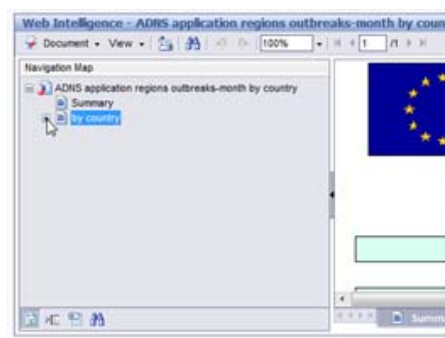 Web Intelligence - ADNS application regions outbreaks-month by coun
Document View 100% 1 /1
Navigation Map
ADNS application regions outbreaks-month by country
Summary
by country
Summa